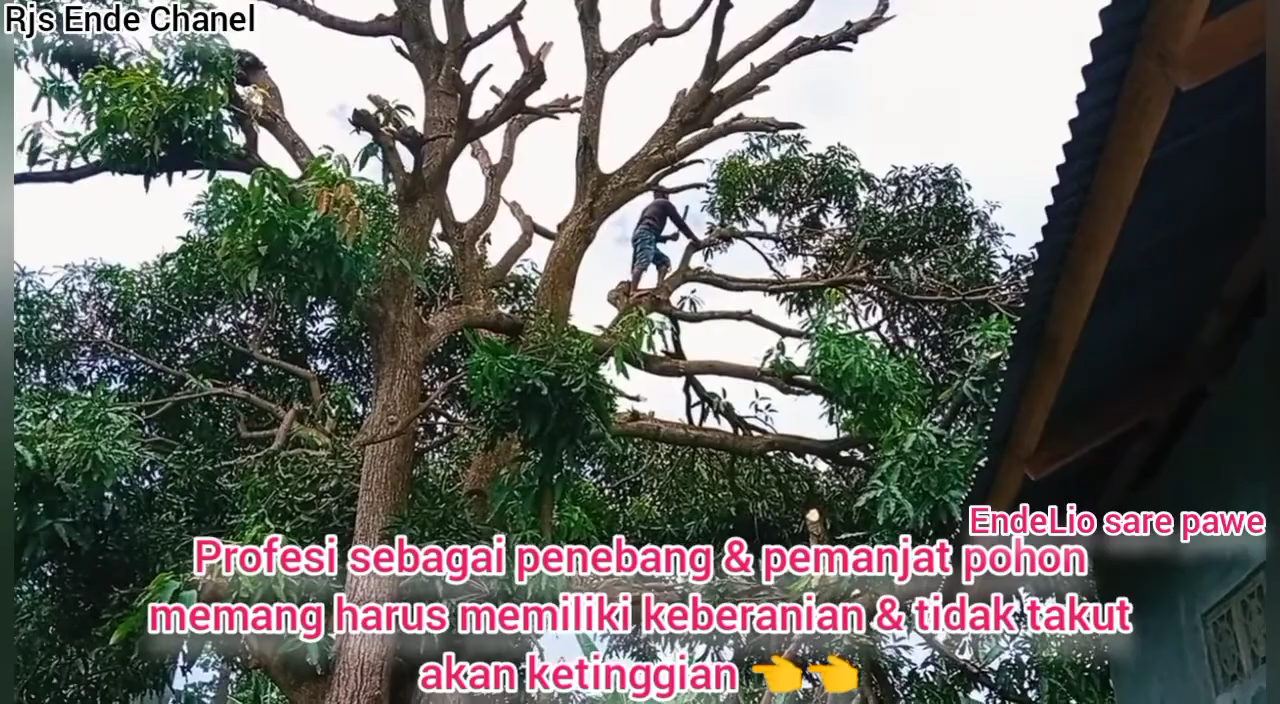 Rjs Ende Chanel
EndeLio sare pawe
Profesi sebagai penebang & pemanjat pohon
memang harus memiliki keberanian & tidak takut
akan ketinggian 👈👈